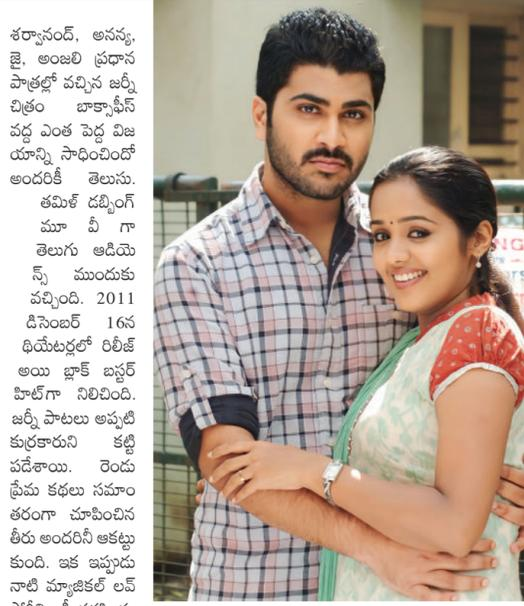 శర్వానంద్, అనన్య,
జై, అంజలి ప్రధాన
పాత్రల్లో వచ్చిన జర్నీ
చిత్రం బాక్సాఫీస్
వద్ద ఎంత పెద్ద విజ
యాన్ని సాధించిందో
అందరికీ తెలుసు.
తమిళ్ డబ్బింగ్
మూ వీ గా
తెలుగు ఆడియె
న్స్ ముందుకు
వచ్చింది. 2011
డిసెంబర్ 16న
థియేటర్లలో రిలీజ్
అయి బ్లాక్ బస్టర్
హిట్‌గా నిలిచింది.
జర్నీ పాటలు అప్పటి
కుర్రకారుని కట్టి
పడేశాయి. రెండు
ప్రేమ కథలు సమాం
తరంగా చూపించిన
తీరు అందరినీ ఆకట్టు
కుంది. ఇక ఇప్పుడు
నాటి మ్యాజికల్ లవ్
NG